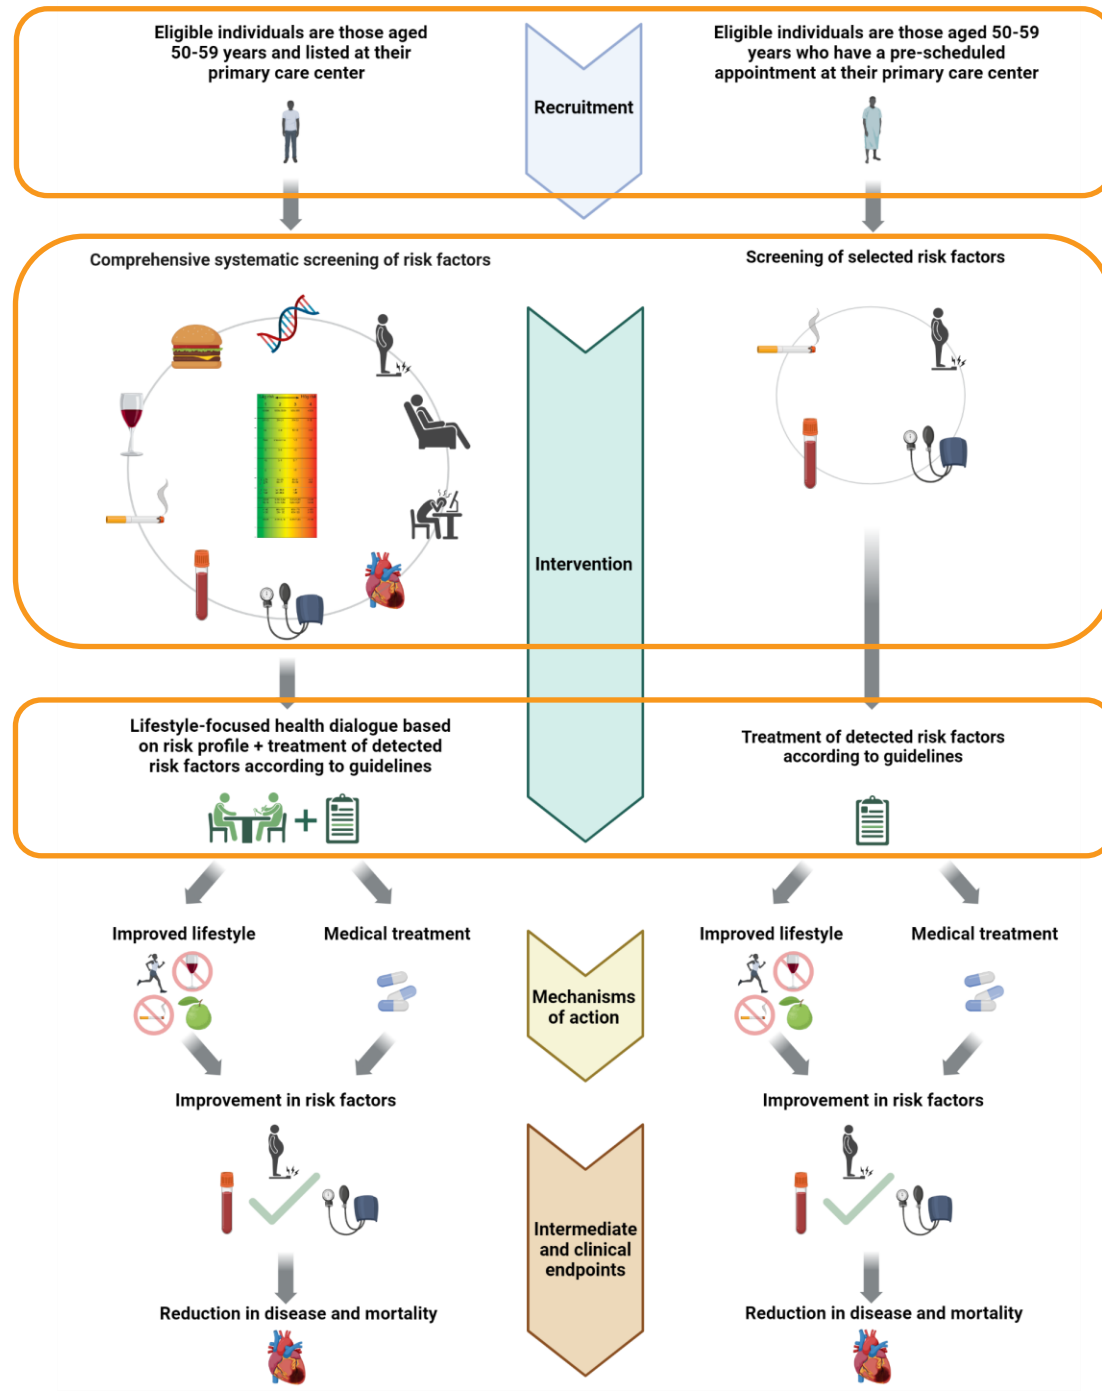 Eligible individuals are those aged
50-59 years and listed at their
primary care center
Eligible individuals are those aged 50-59
years who have a pre-scheduled
appointment at their primary care center
Recruitment
Comprehensive systematic screening of risk factors
Screening of selected risk factors
Intervention
Lifestyle-focused health dialogue based
on risk profile + treatment of detected
risk factors according to guidelines
Treatment of detected risk factors
according to guidelines
Improved lifestyle
Medical treatment
Mechanisms
of action
Improved lifestyle
Medical treatment
Improvement in risk factors
Improvement in risk factors
Intermediate
and clinical
endpoints
Reduction in disease and mortality
Reduction in disease and mortality